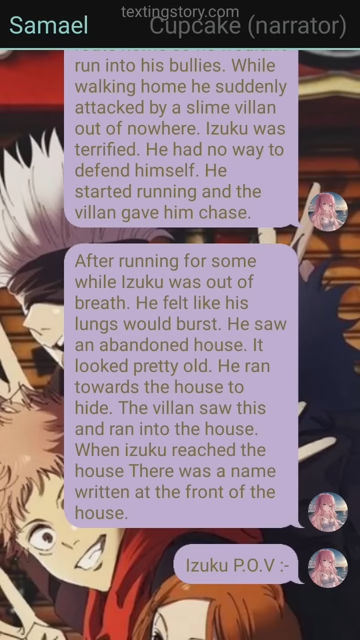 textingstory.com
Samael
Cupcake (narrator)
run into his bullies. While
walking home he suddenly
attacked by a slime villan
out of nowhere. Izuku was
terrified. He had no way to
defend himself. He
started running and the
villan gave him chase.
After running for some
while Izuku was out of
breath. He felt like his
lungs would burst. He saw
an abandoned house. It
looked pretty old. He ran
towards the house to
hide. The villan saw this
and ran into the house.
When izuku reached the
house There was a name
written at the front of the
house.
Izuku P.O.V :-